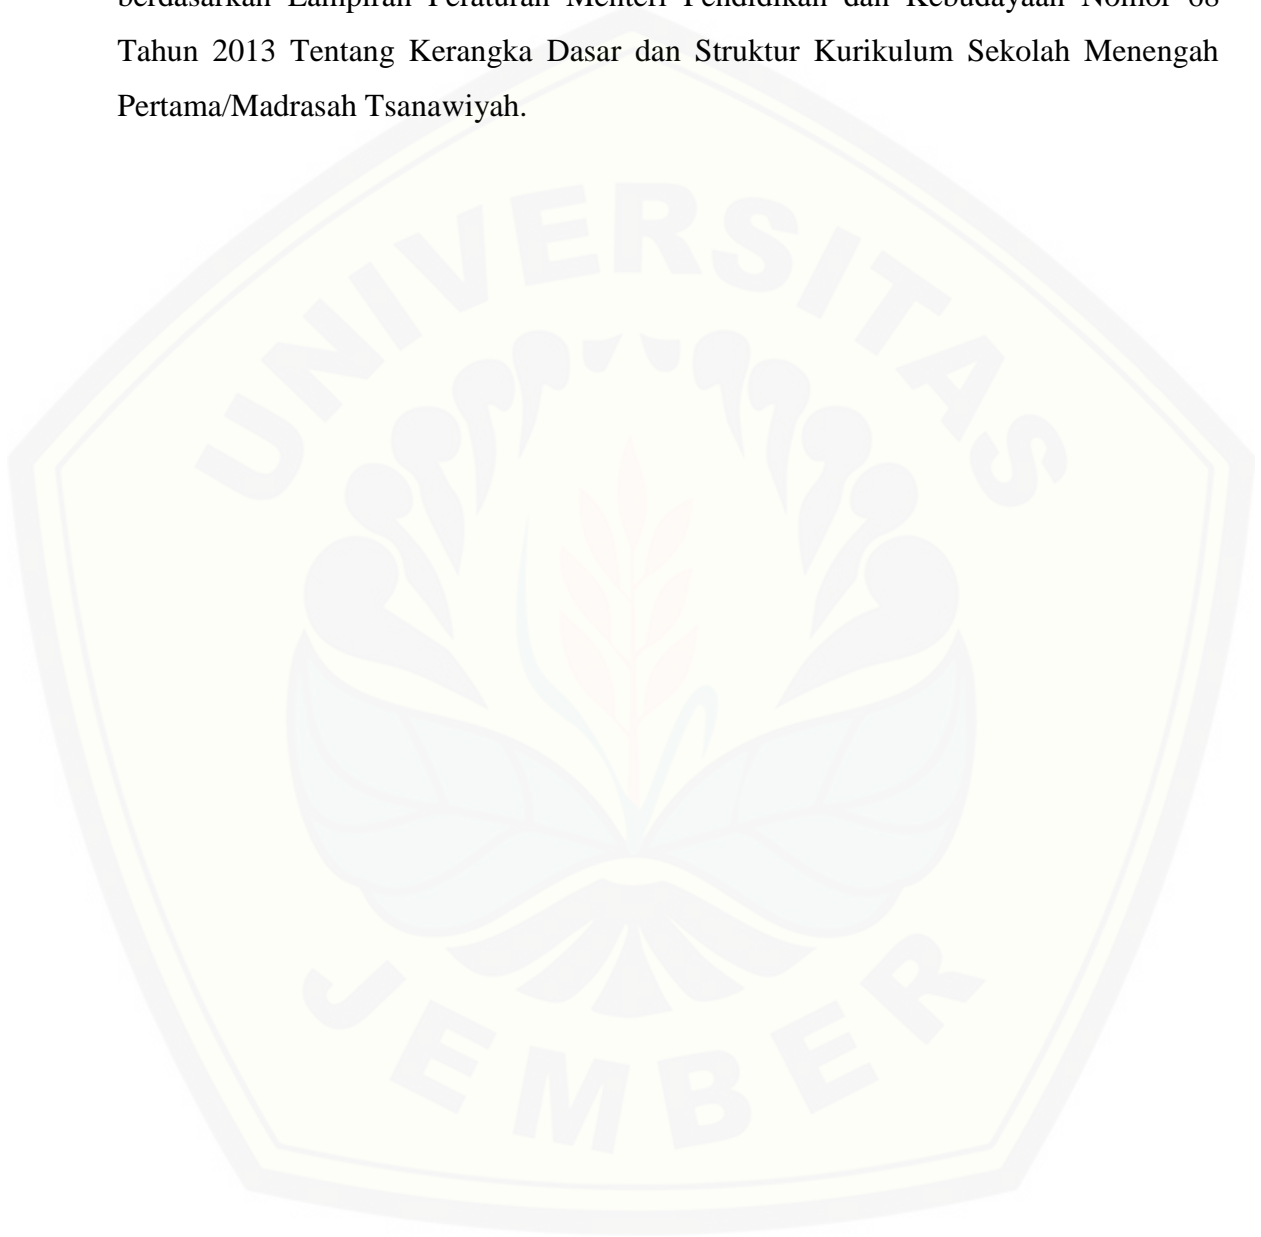 berdasarkan Lampiran Peraturan Menteri Pendidikan dan Kebudayaan Nomor 68
Tahun 2013 Tentang Kerangka Dasar dan Struktur Kurikulum Sekolah Menengah
Pertama/Madrasah Tsanawiyah.
UNIVERSITAS
JEMBER